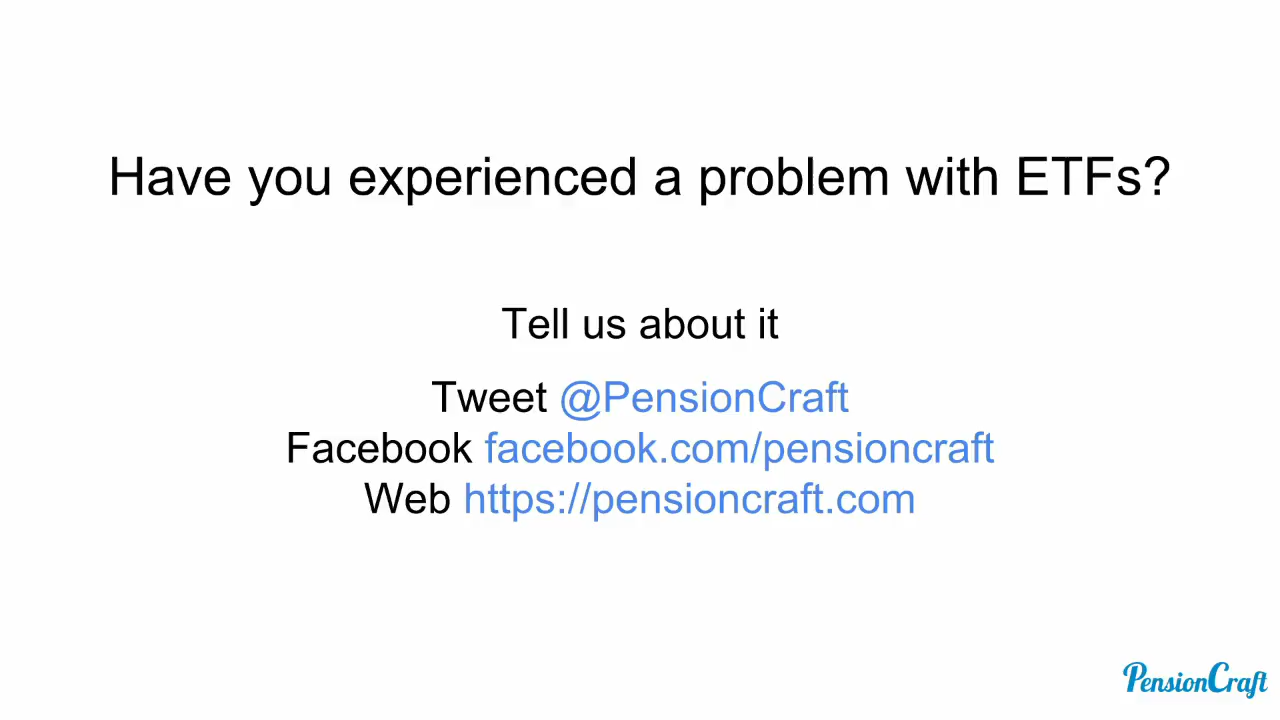 Have you experienced a problem with ETFs?
Tell us about it
Tweet @PensionCraft
Facebook facebook.com/pensioncraft
Web https://pensioncraft.com
PensionCraft